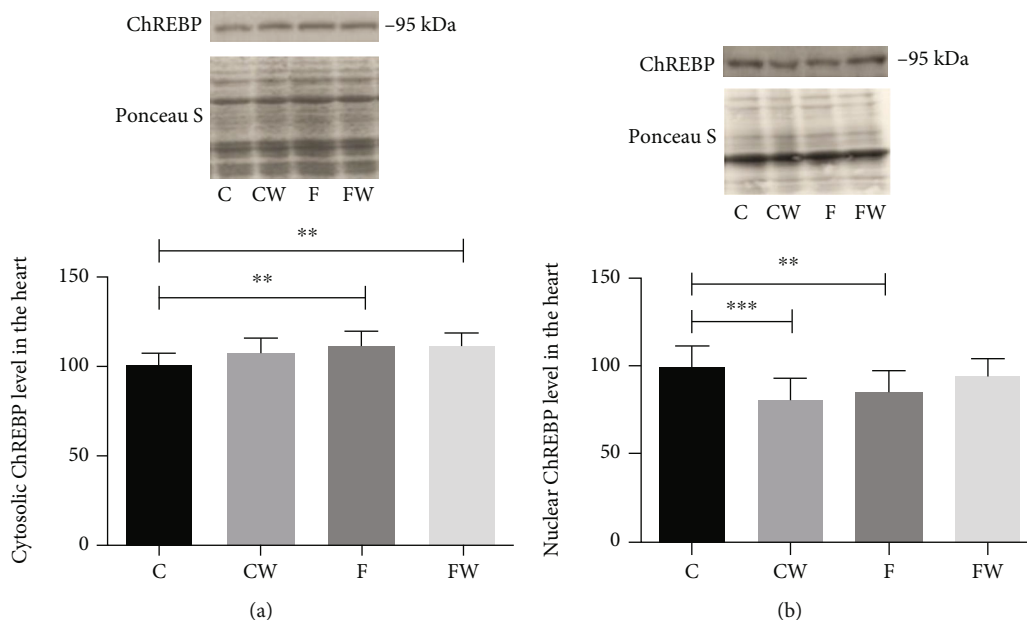 ChREBP
–95 kDa
Ponceau S
C CW F FW
Cytosolic ChREBP level in the heart
150
100
50
0
**
**
C CW F FW
(a)
ChREBP
–95 kDa
Ponceau S
C CW F FW
Nuclear ChREBP level in the heart
150
100
50
0
**
***
C CW F FW
(b)